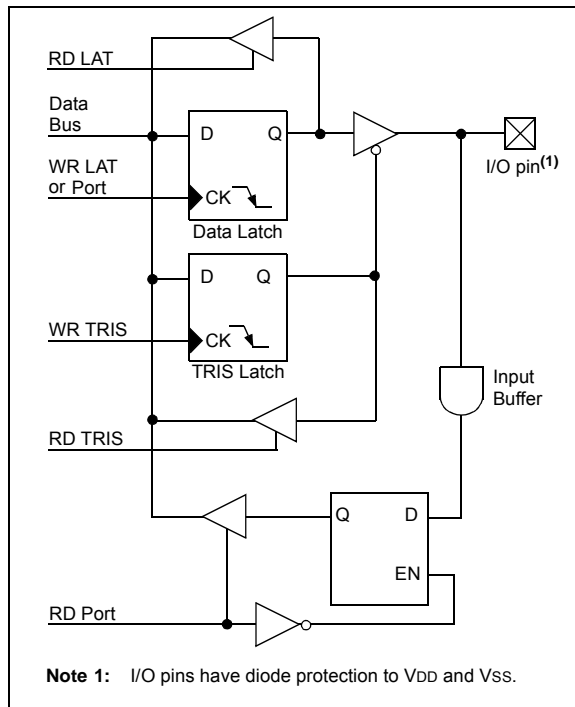 RD LAT
Data
Bus
D Q
WR LAT
or Port
CK
I/O pin(1)
Data Latch
D Q
WR TRIS
CK
TRIS Latch
Input
Buffer
RD TRIS
Q D
EN
RD Port
Note 1: I/O pins have diode protection to VDD and VSS.